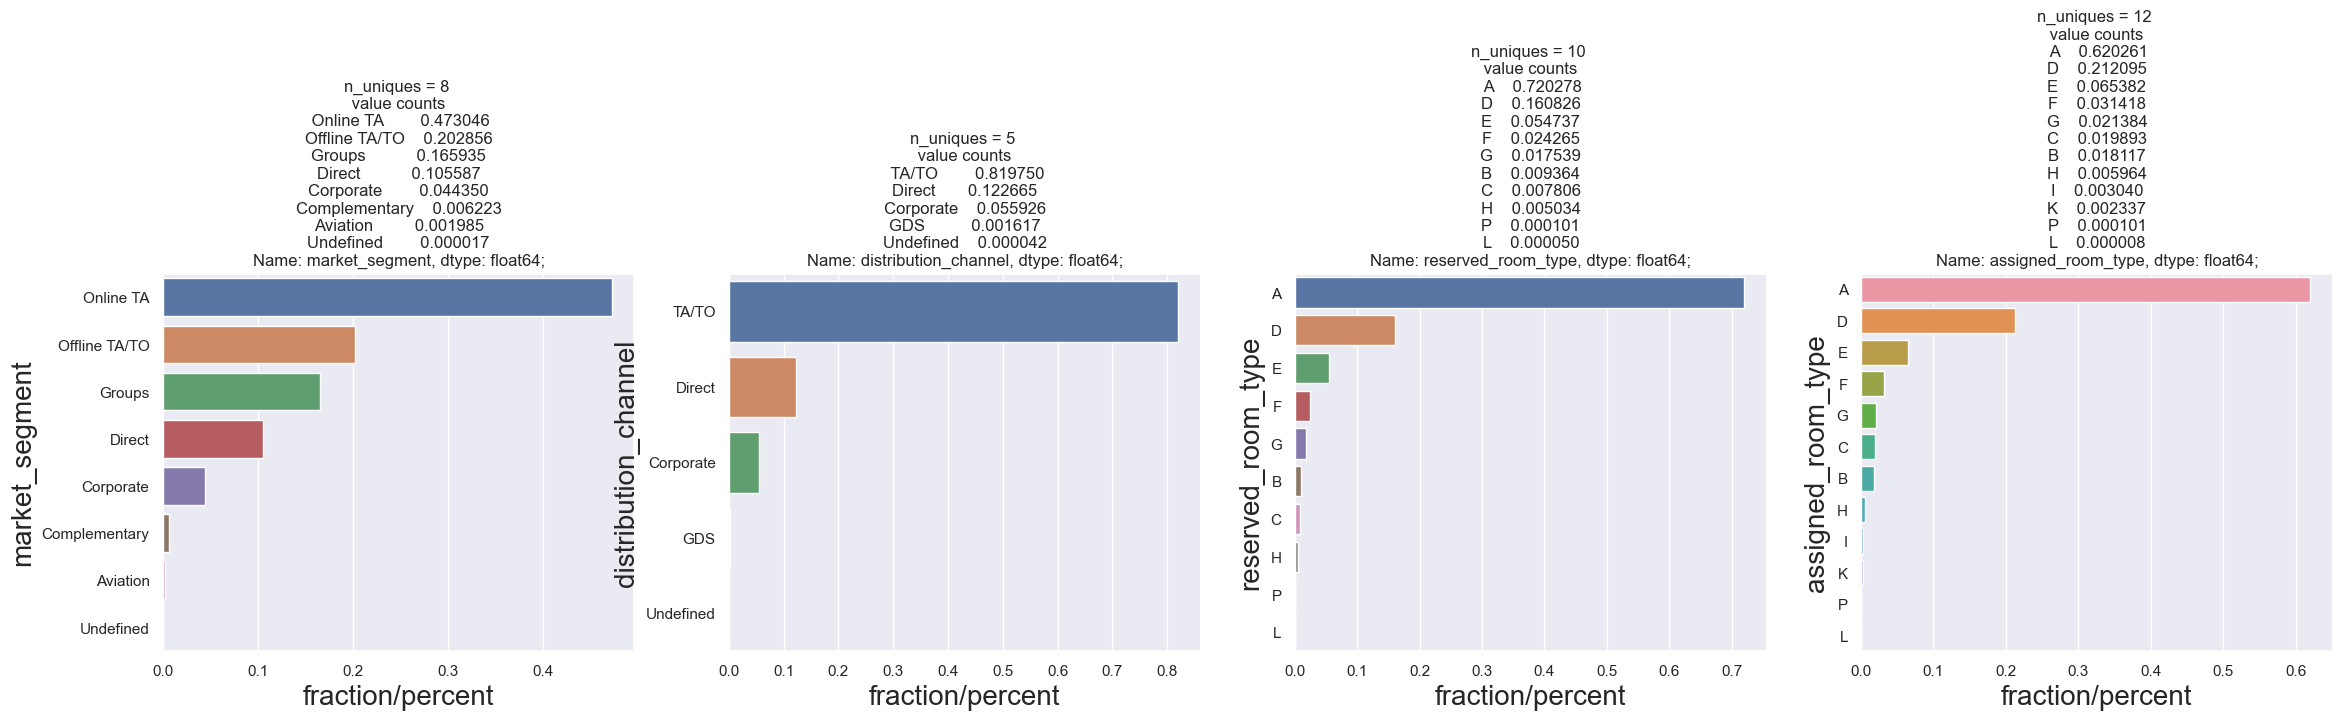 n_uniques = 8
value counts
Online TA 0.473046
Offline TA/TO 0.202856
Groups 0.165935
Direct 0.105587
Corporate 0.044350
Complementary 0.006223
Aviation 0.001985
Undefined 0.000017
Name: market_segment, dtype: float64;
market_segment
Online TA
Offline TA/TO
Groups
Direct
Corporate
Complementary
Aviation
Undefined
0.0 0.1 0.2 0.3 0.4
fraction/percent
n_uniques = 5
value counts
TA/TO 0.819750
Direct 0.122665
Corporate 0.055926
GDS 0.001617
Undefined 0.000042
Name: distribution_channel, dtype: float64;
distribution_channel
TA/TO
Direct
Corporate
GDS
Undefined
0.0 0.1 0.2 0.3 0.4 0.5 0.6 0.7 0.8
fraction/percent
n_uniques = 10
value counts
A 0.720278
D 0.160826
E 0.054737
F 0.024265
G 0.017539
B 0.009364
C 0.007806
H 0.005034
P 0.000101
L 0.000050
Name: reserved_room_type, dtype: float64;
reserved_room_type
A
D
E
F
G
B
C
H
P
L
0.0 0.1 0.2 0.3 0.4 0.5 0.6 0.7
fraction/percent
n_uniques = 12
value counts
A 0.620261
D 0.212095
E 0.065382
F 0.031418
G 0.021384
C 0.019893
B 0.018117
H 0.005964
I 0.003040
K 0.002337
P 0.000101
L 0.000008
Name: assigned_room_type, dtype: float64;
assigned_room_type
A
D
E
F
G
C
B
H
I
K
P
L
0.0 0.1 0.2 0.3 0.4 0.5 0.6
fraction/percent